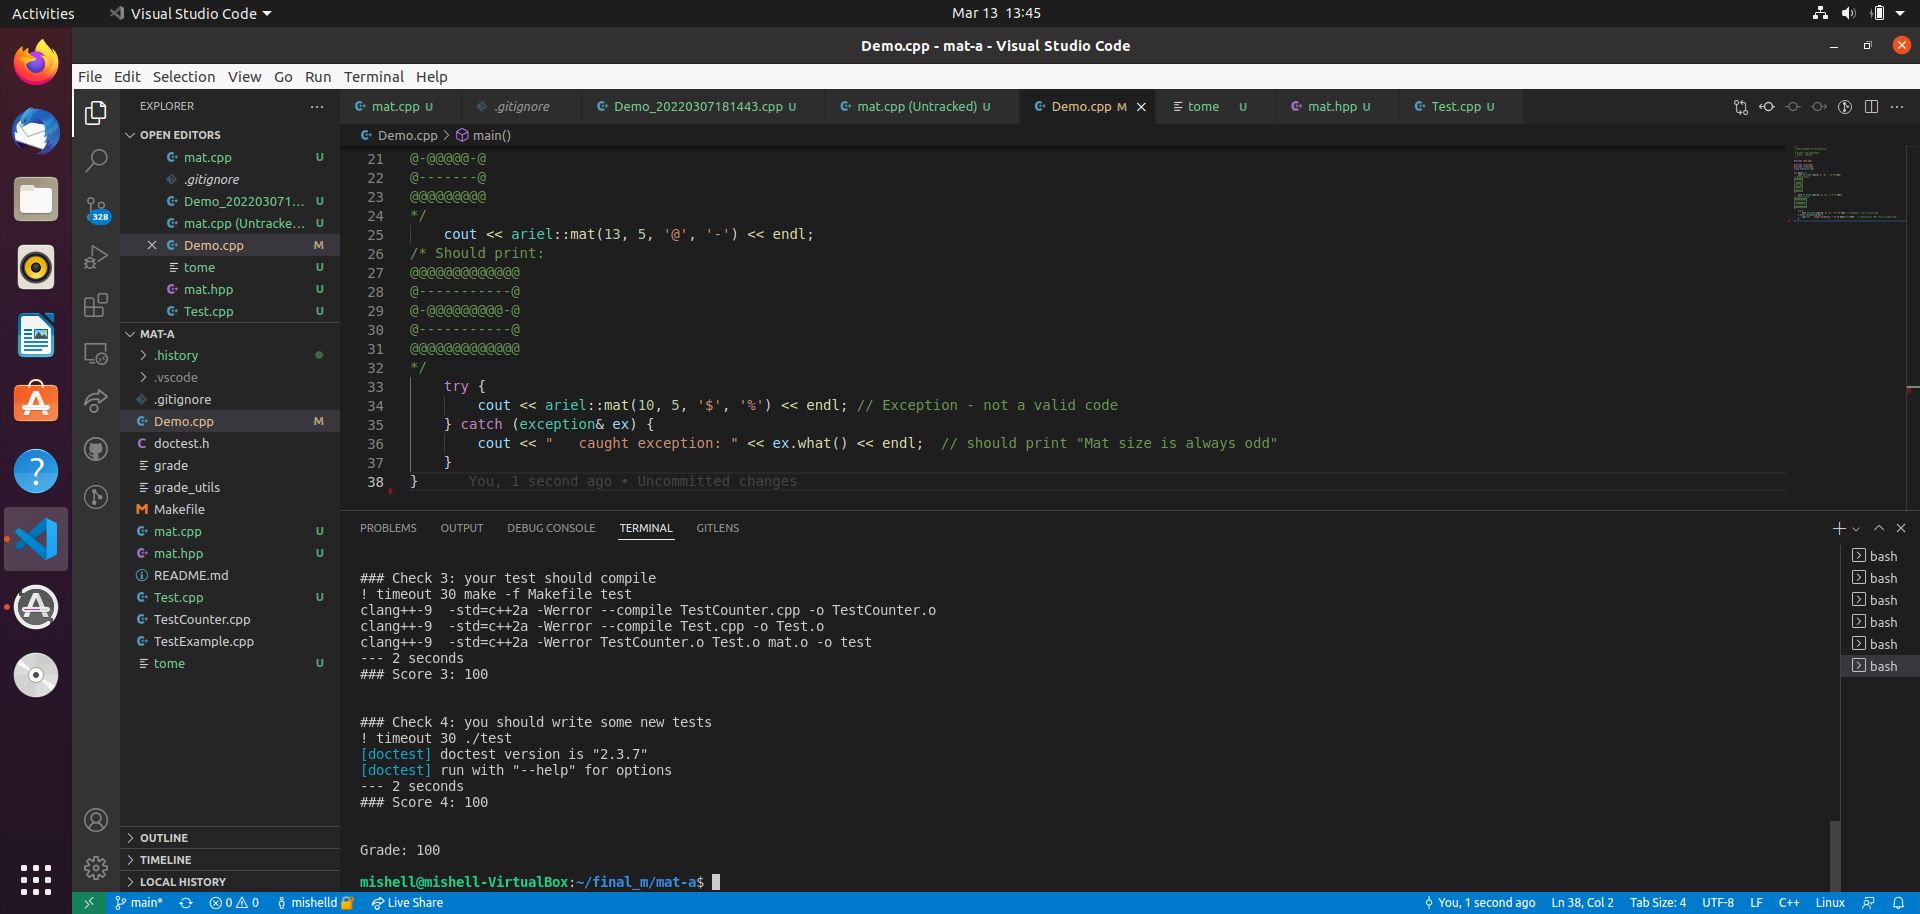 Activities
Visual Studio Code
Mar 13 13:45
Demo.cpp - mat-a - Visual Studio Code
File Edit Selection View Go Run Terminal Help
EXPLORER
OPEN EDITORS
mat.cpp U
.gitignore
Demo_202203071... U
mat.cpp (Untracke... U
Demo.cpp M
tome U
mat.hpp U
Test.cpp U
MAT-A
.history
.vscode
.gitignore
Demo.cpp M
doctest.h
grade
grade_utils
Makefile
mat.cpp U
mat.hpp U
README.md
Test.cpp U
TestCounter.cpp
TestExample.cpp
tome U
OUTLINE
TIMELINE
LOCAL HISTORY
328
mat.cpp U .gitignore Demo_20220307181443.cpp U mat.cpp (Untracked) U Demo.cpp M tome U mat.hpp U Test.cpp U
Demo.cpp > main()
21 @-@@@@@-@
22 @-------@
23 @@@@@@@@@
24 */
25 cout << ariel::mat(13, 5, '@', '-') << endl;
26 /* Should print:
27 @@@@@@@@@@@@@
28 @-----------@
29 @-@@@@@@@@@-@
30 @-----------@
31 @@@@@@@@@@@@@
32 */
33 try {
34 cout << ariel::mat(10, 5, '$', '%') << endl; // Exception - not a valid code
35 } catch (exception& ex) {
36 cout << "   caught exception: " << ex.what() << endl;  // should print "Mat size is always odd"
37 }
38 } You, 1 second ago • Uncommitted changes
PROBLEMS OUTPUT DEBUG CONSOLE TERMINAL GITLENS
### Check 3: your test should compile
! timeout 30 make -f Makefile test
clang++-9  -std=c++2a -Werror --compile TestCounter.cpp -o TestCounter.o
clang++-9  -std=c++2a -Werror --compile Test.cpp -o Test.o
clang++-9  -std=c++2a -Werror TestCounter.o Test.o mat.o -o test
--- 2 seconds
### Score 3: 100
### Check 4: you should write some new tests
! timeout 30 ./test
[doctest] doctest version is "2.3.7"
[doctest] run with "--help" for options
--- 2 seconds
### Score 4: 100
Grade: 100
mishell@mishell-VirtualBox:~/final_m/mat-a$
bash
bash
bash
bash
bash
bash
main* 0 0 mishelld Live Share You, 1 second ago Ln 38, Col 2 Tab Size: 4 UTF-8 LF C++ Linux